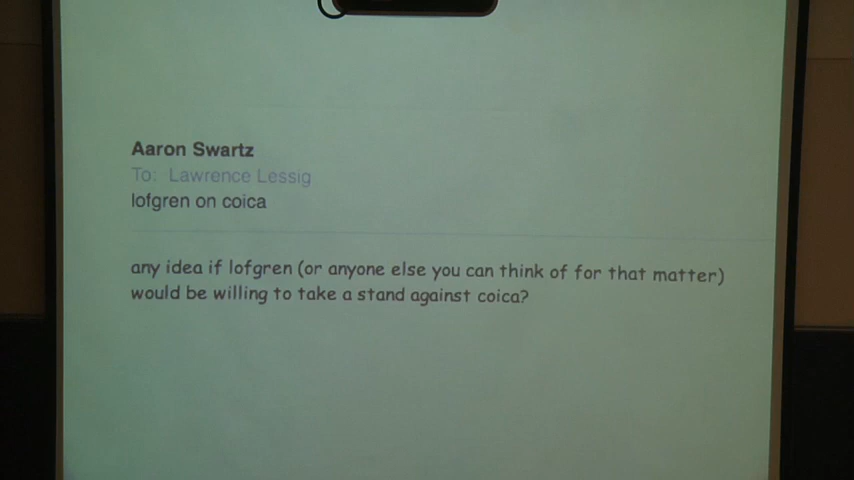 Aaron Swartz
To: Lawrence Lessig
lofgren on coica
any idea if lofgren (or anyone else you can think of for that matter)
would be willing to take a stand against coica?